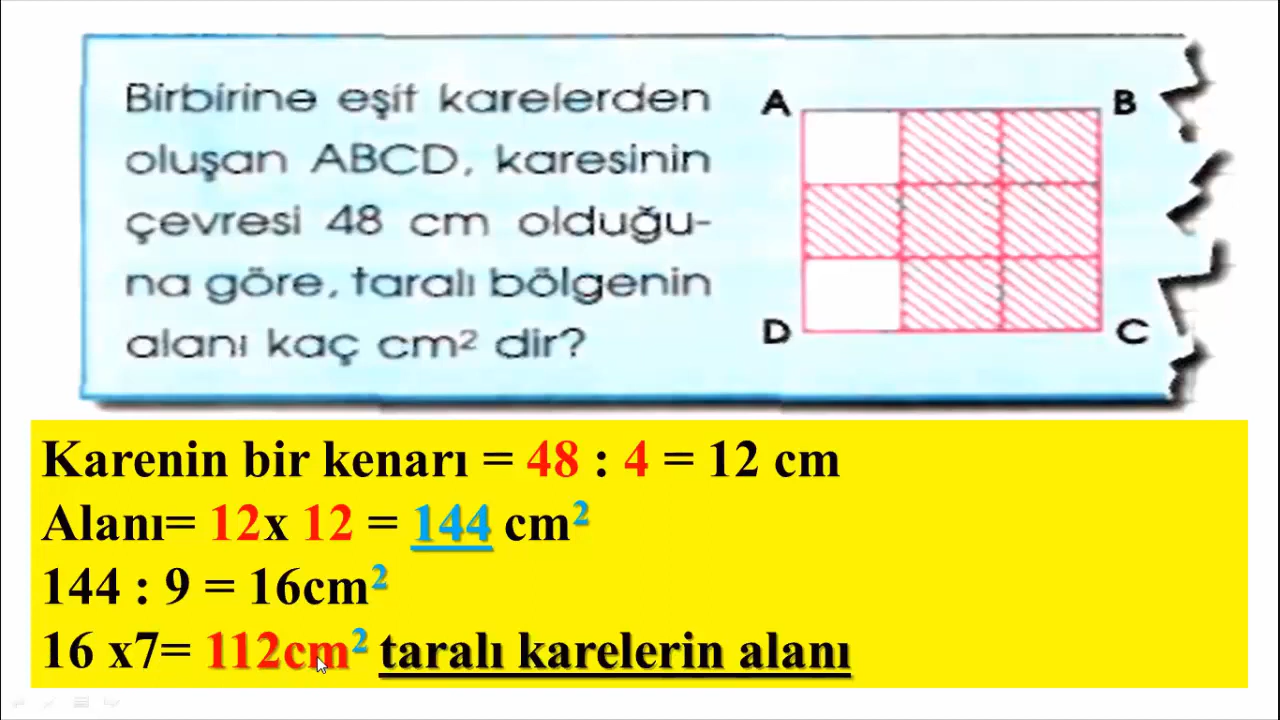 Birbirine eşit karelerden
oluşan ABCD, karesinin
çevresi 48 cm olduğu-
na göre, taralı bölgenin
alanı kaç cm² dir?
A
B
D
C
Karenin bir kenarı = 48 : 4 = 12 cm
Alanı= 12x 12 = 144 cm²
144 : 9 = 16cm²
16 x7= 112cm² taralı karelerin alanı